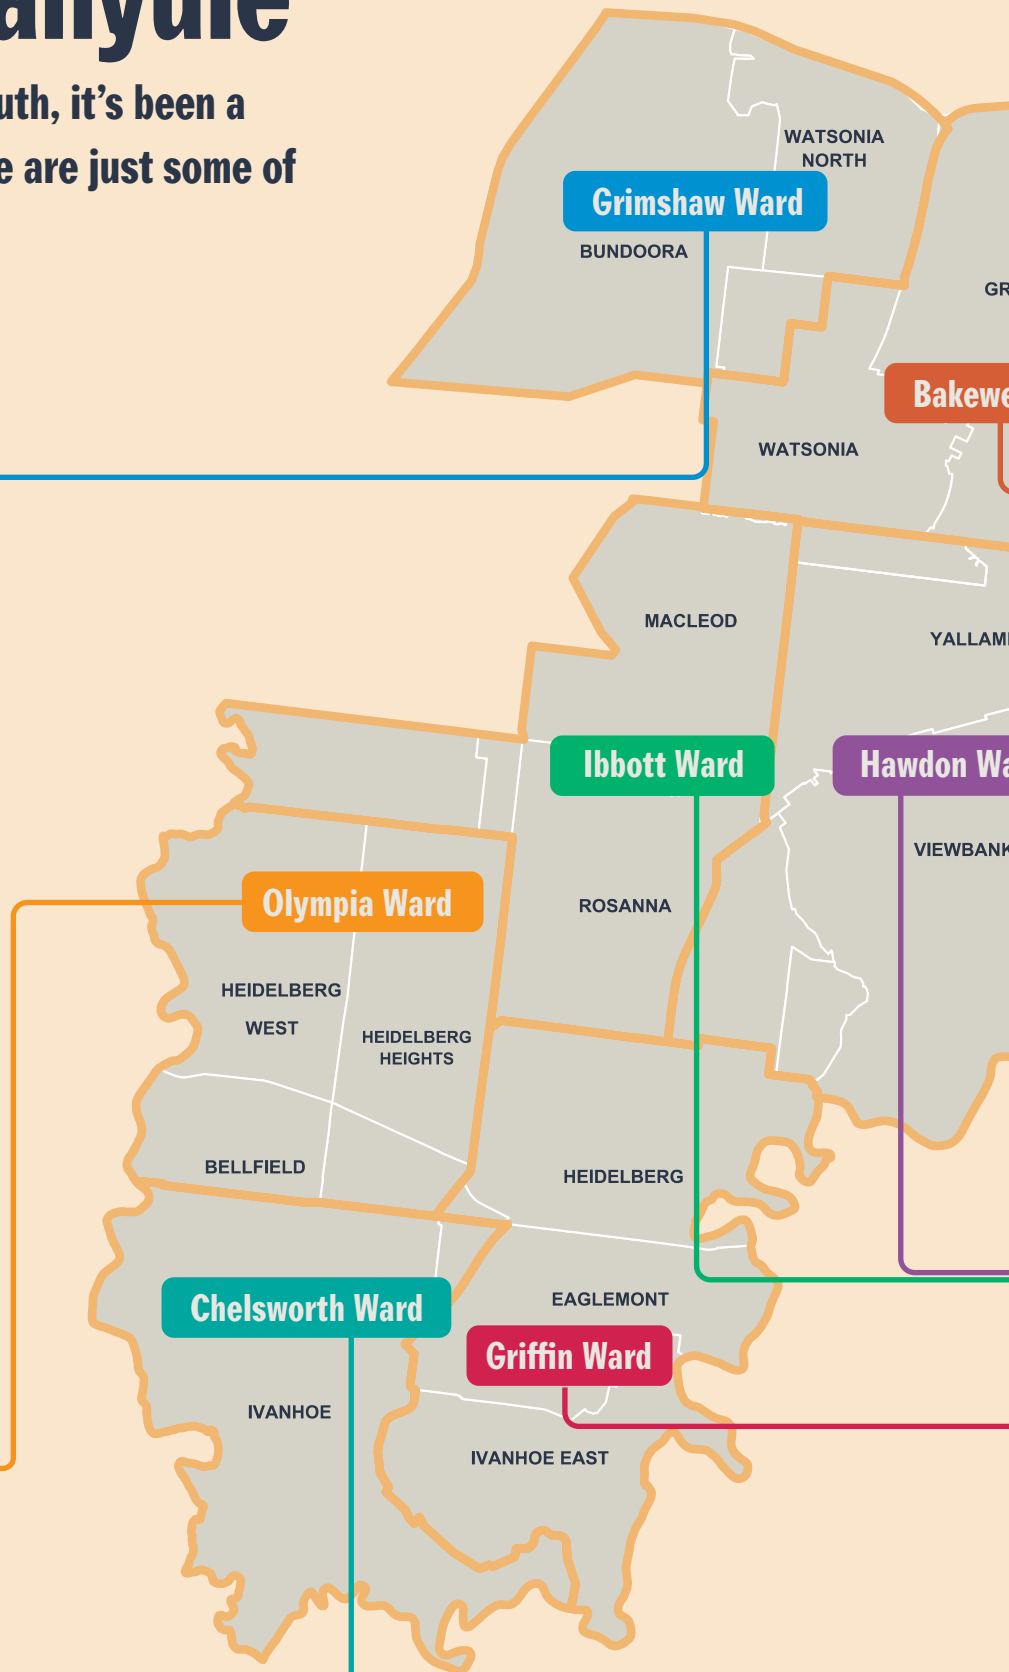 anyule
uth, it's been a
e are just some of
WATSONIA
NORTH
Grimshaw Ward
BUNDOORA
GR
Bakewe
WATSONIA
MACLEOD
YALLAM
Ibbott Ward
Hawdon Wa
VIEWBANK
Olympia Ward
ROSANNA
HEIDELBERG
WEST
HEIDELBERG
HEIGHTS
BELLFIELD
HEIDELBERG
EAGLEMONT
Chelsworth Ward
Griffin Ward
IVANHOE
IVANHOE EAST